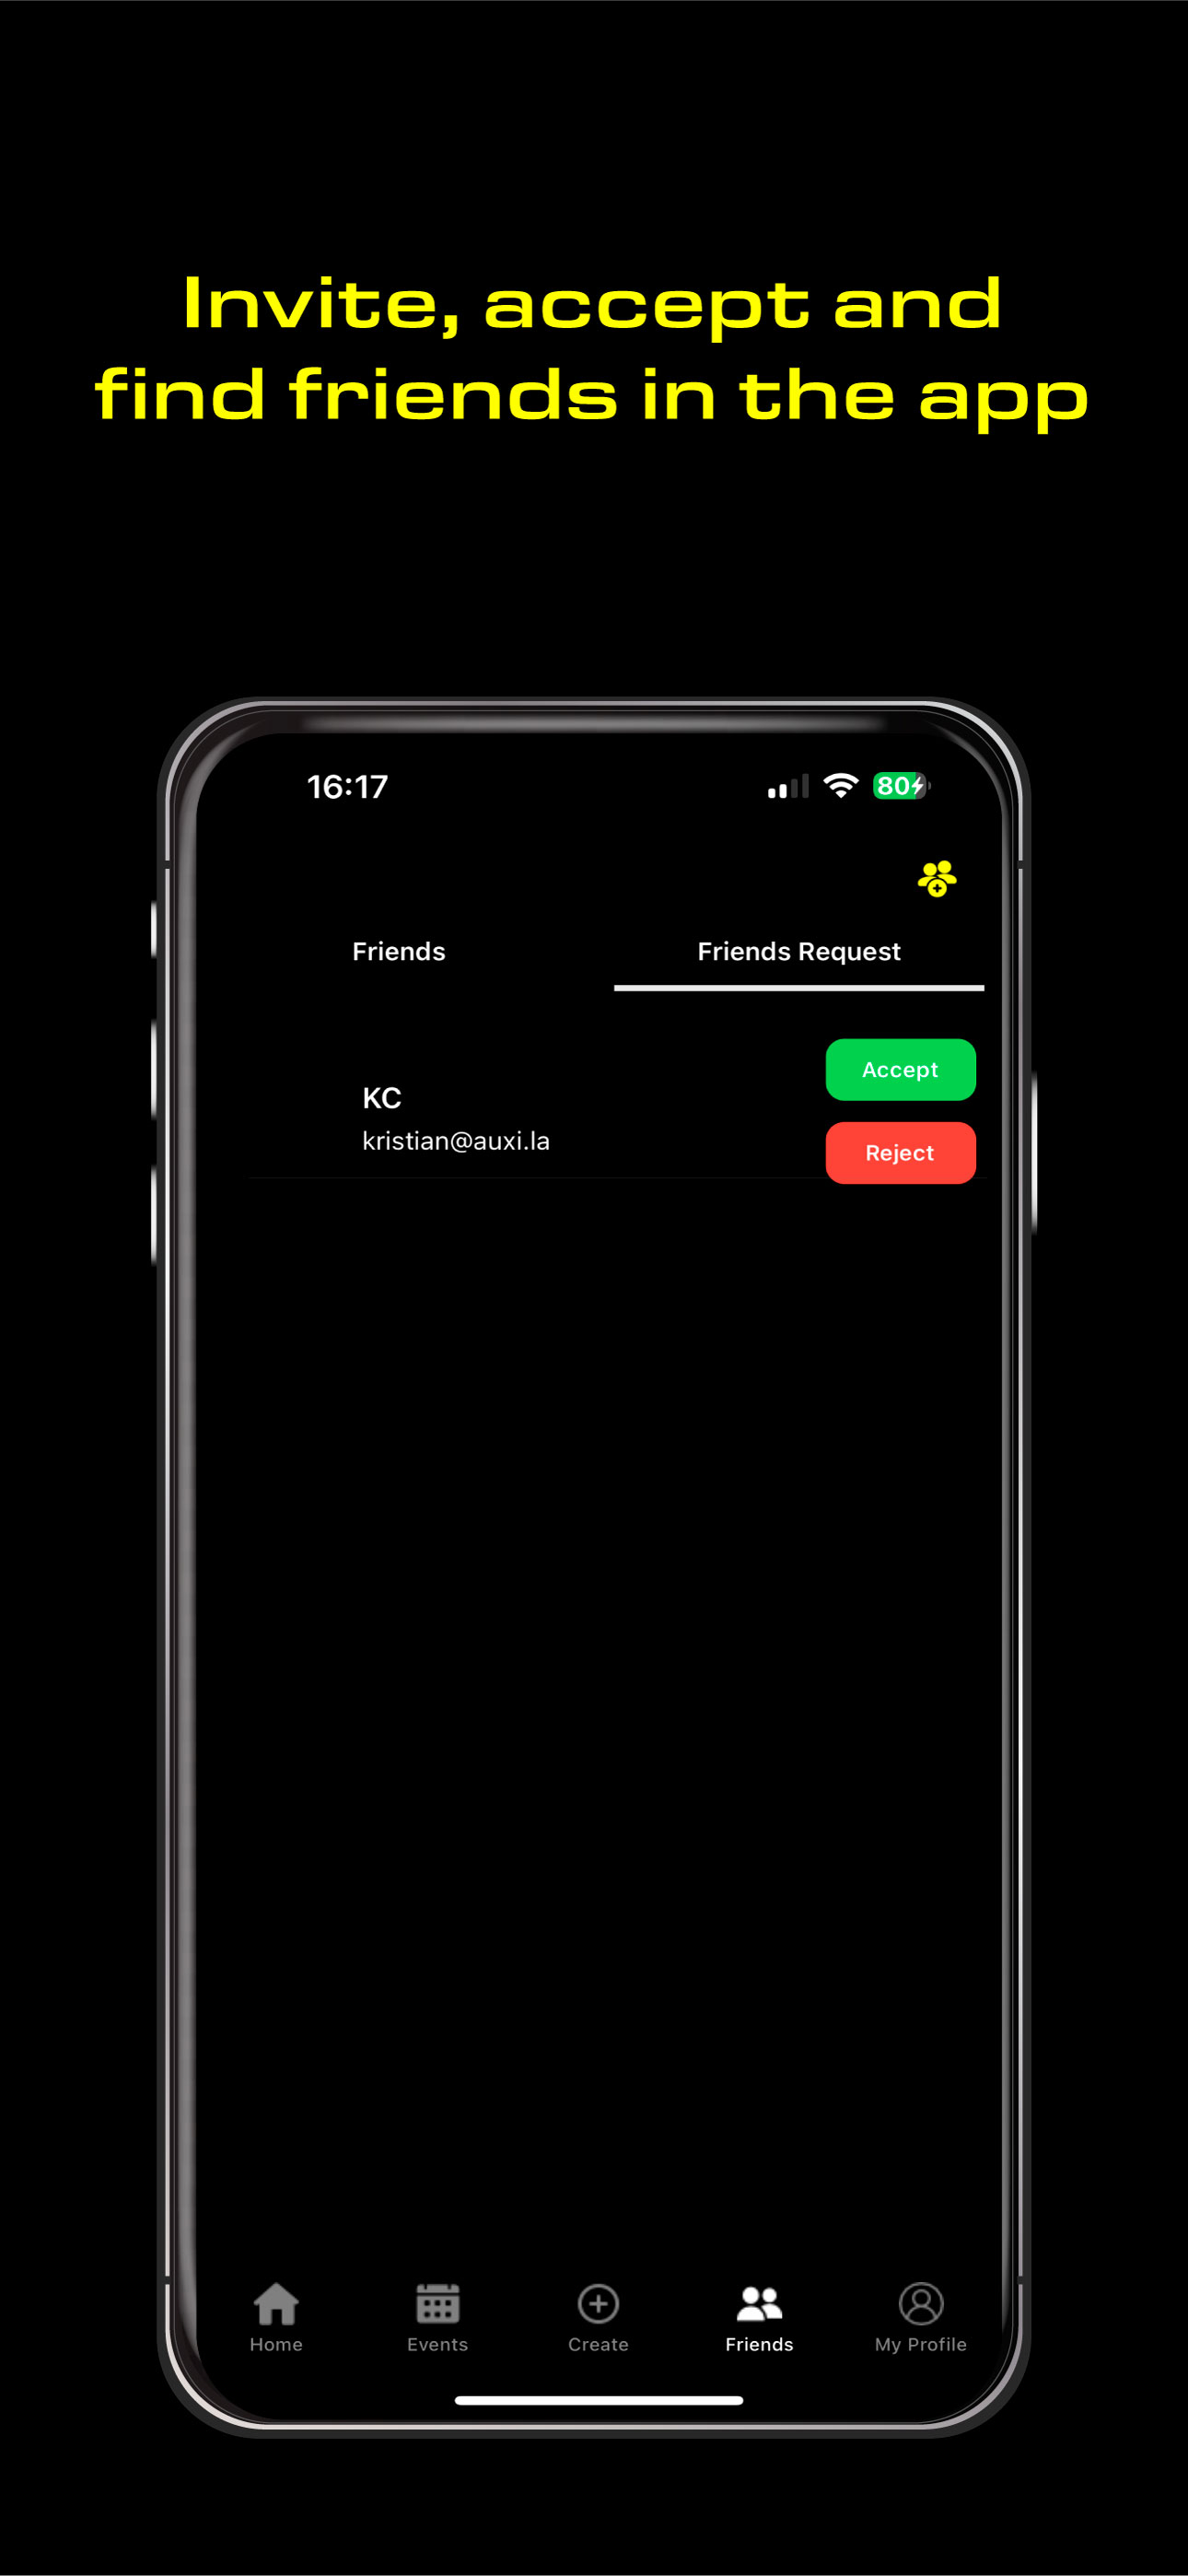 Invite, accept and
find friends in the app
16:17
80
Friends
Friends Request
Accept
KC
kristian@auxi.la
Reject
Home
Events
Create
Friends
My Profile